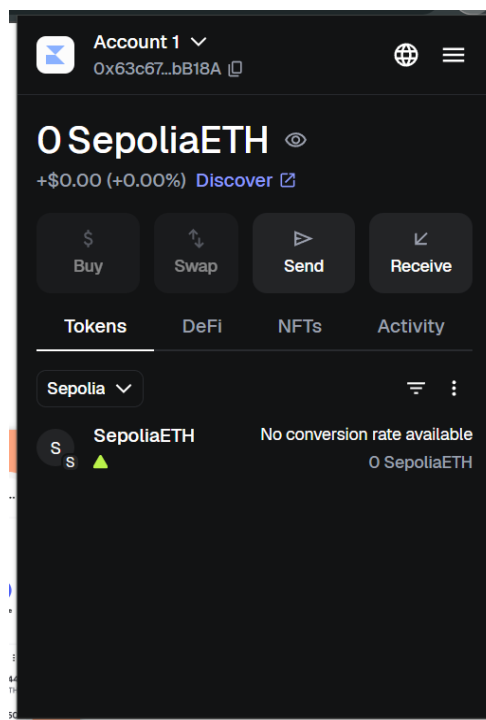 Account 1
0x63c67...bB18A
0 SepoliaETH
+$0.00 (+0.00%) Discover
$
Buy Swap Send Receive
Tokens DeFi NFTs Activity
Sepolia
S
S
SepoliaETH
No conversion rate available
0 SepoliaETH